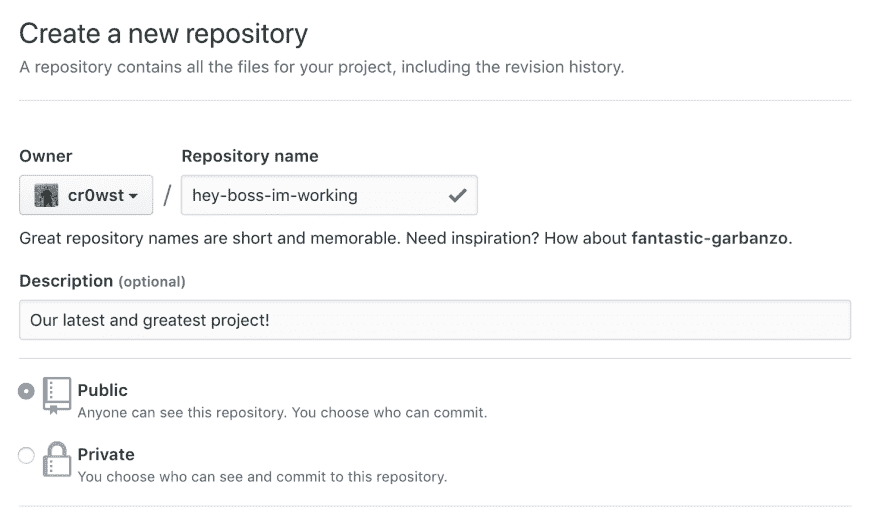 Create a new repository
A repository contains all the files for your project, including the revision history.
Owner Repository name
cr0wst / hey-boss-im-working
Great repository names are short and memorable. Need inspiration? How about fantastic-garbanzo.
Description (optional)
Our latest and greatest project!
Public
Anyone can see this repository. You choose who can commit.
Private
You choose who can see and commit to this repository.